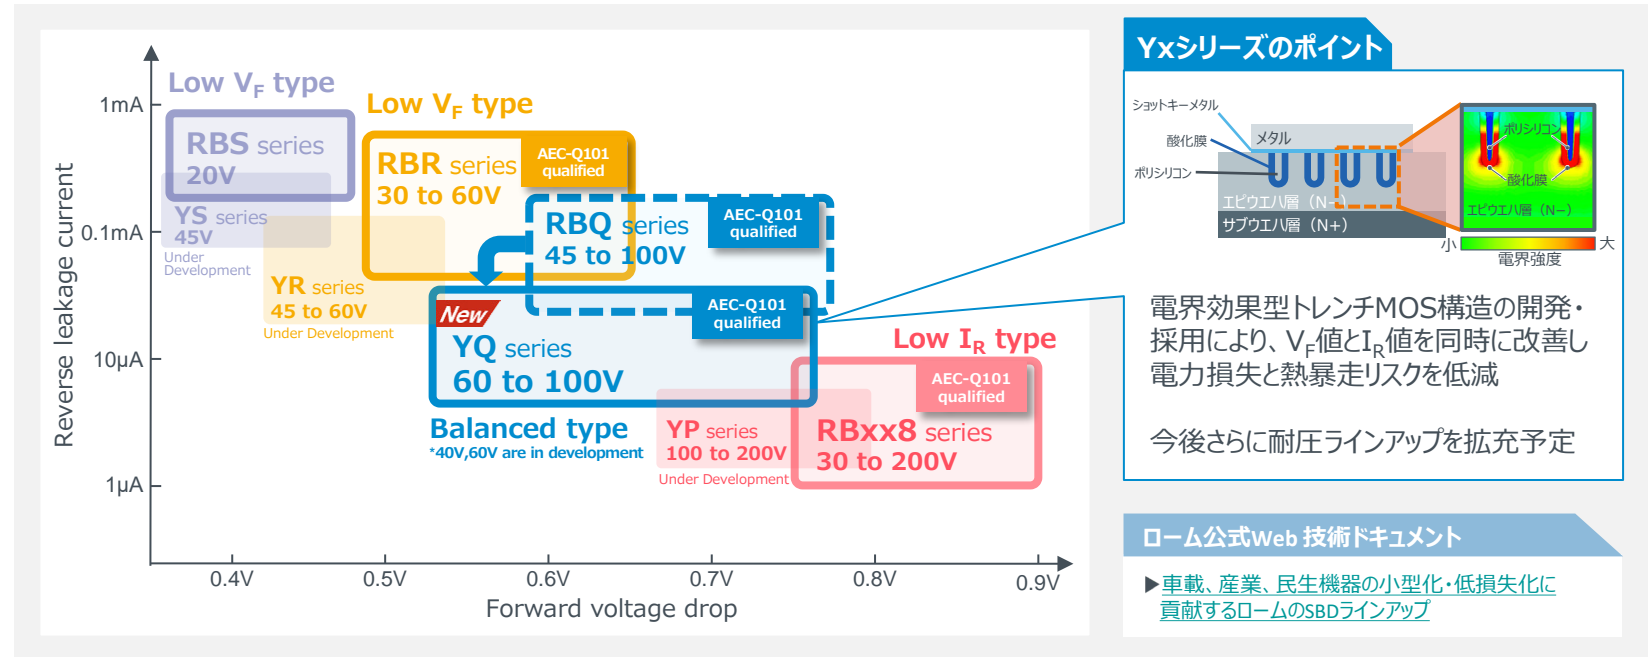 Reverse leakage current
1mA
0.1mA
10μA
1μA
Low VF type
RBS series
20V
YS series
45V
Under
Development
Low VF type
RBR series
30 to 60V
AEC-Q101
qualified
YR series
45 to 60V
Under Development
RBQ series
45 to 100V
AEC-Q101
qualified
New
YQ series
60 to 100V
AEC-Q101
qualified
Balanced type
*40V,60V are in development
Low IR type
YP series
100 to 200V
Under Development
RBxx8 series
30 to 200V
AEC-Q101
qualified
0.4V 0.5V 0.6V 0.7V 0.8V 0.9V
Forward voltage drop
Yxシリーズのポイント
ショットキーメタル
酸化膜
ポリシリコン
メタル
エピウエハ層（N−）
サブウエハ層（N+）
ポリシリコン
酸化膜
エピウエハ層（N−）
小 大
電界強度
電界効果型トレンチMOS構造の開発・
採用により、VF値とIR値を同時に改善し
電力損失と熱暴走リスクを低減
今後さらに耐圧ラインアップを拡充予定
ローム公式Web 技術ドキュメント
▶車載、産業、民生機器の小型化・低損失化に
貢献するロームのSBDラインアップ